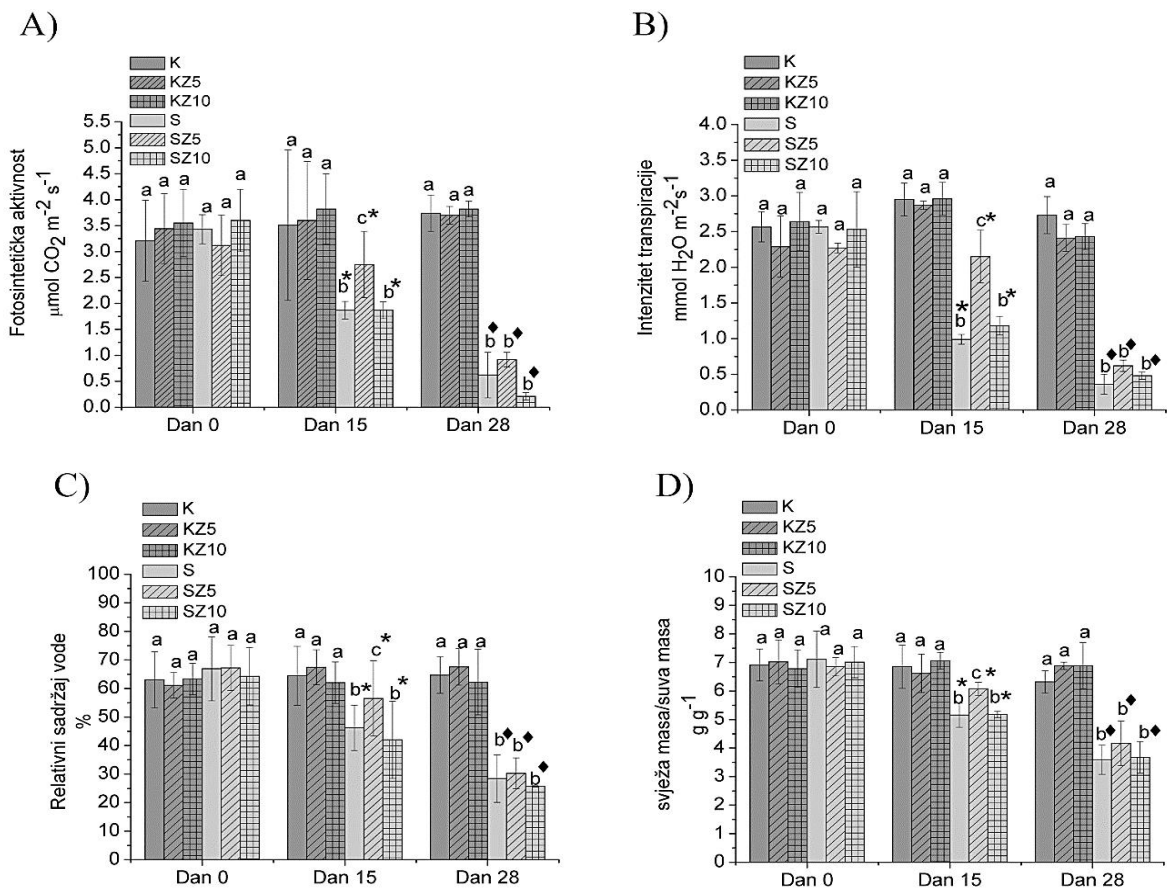 A)
K
KZ5
KZ10
S
SZ5
SZ10
Fotosintetička aktivnost
µmol CO₂ m⁻² s⁻¹
5.5
5.0
4.5
4.0
3.5
3.0
2.5
2.0
1.5
1.0
0.5
0.0
a a a a a a
a a a b* c* b*
a a a b♦ b♦ b♦
Dan 0 Dan 15 Dan 28
B)
K
KZ5
KZ10
S
SZ5
SZ10
Intenzitet transpiracije
mmol H₂O m⁻²s⁻¹
4.0
3.5
3.0
2.5
2.0
1.5
1.0
0.5
0.0
a a a a a a
a a a b* c* b*
a a a b♦ b♦ b♦
Dan 0 Dan 15 Dan 28
C)
K
KZ5
KZ10
S
SZ5
SZ10
Relativni sadržaj vode
%
100
90
80
70
60
50
40
30
20
10
0
a a a a a a
a a a b* c* b*
a a a b♦ b♦ b♦
Dan 0 Dan 15 Dan 28
D)
K
KZ5
KZ10
S
SZ5
SZ10
svježa masa/suva masa
g g⁻¹
10
9
8
7
6
5
4
3
2
1
0
a a a a a a
a a a b* c* b*
a a a b♦ b♦ b♦
Dan 0 Dan 15 Dan 28